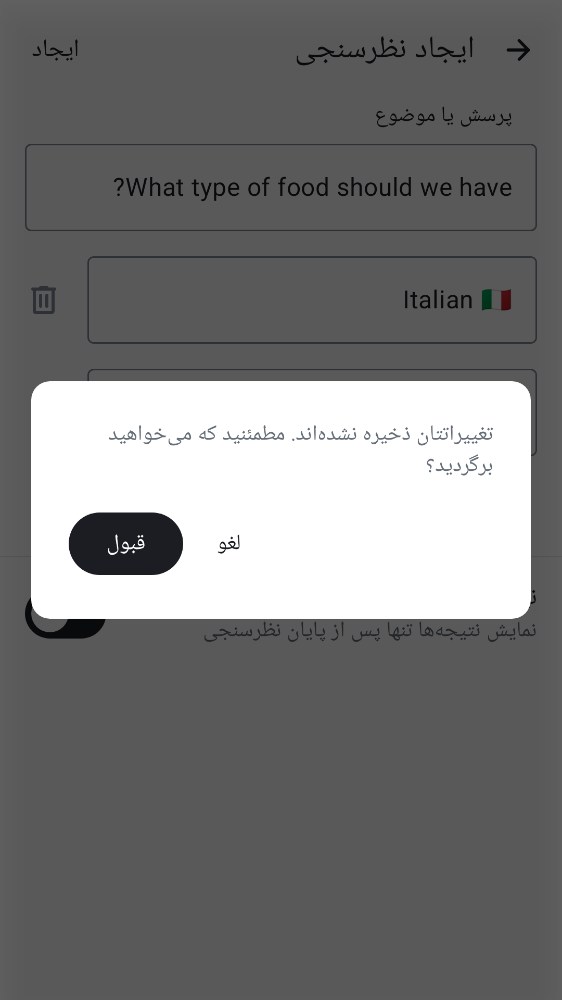 ایجاد نظرسنجی
ایجاد
پرسش یا موضوع
What type of food should we have?
Italian 🇮🇹
تغییراتتان ذخیره نشده‌اند. مطمئنید که می‌خواهید
برگردید؟
لغو
قبول
نمایش نتیجه‌ها تنها پس از پایان نظرسنجی